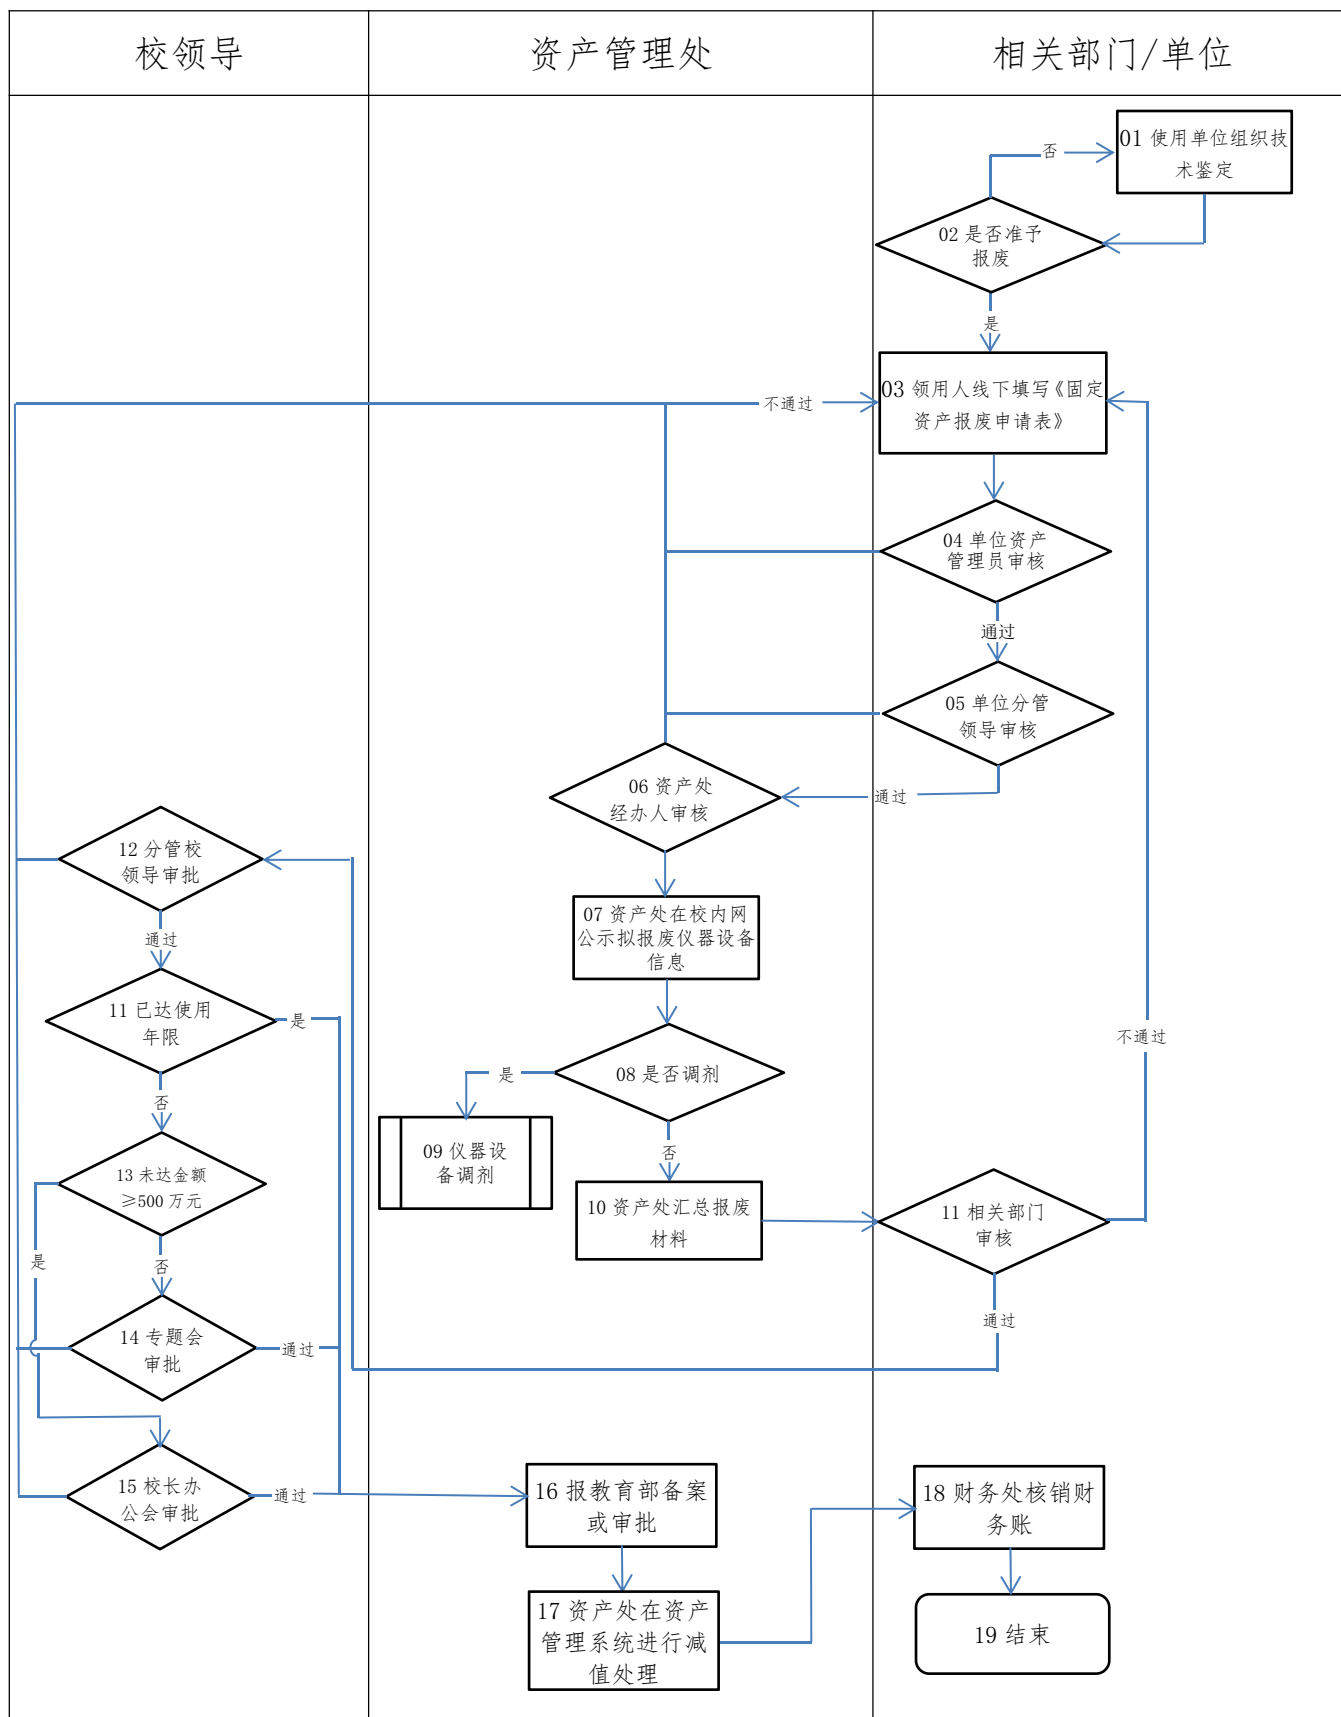 校领导
资产管理处
相关部门/单位
01 使用单位组织技
术鉴定
否
02 是否准予
报废
是
03 领用人线下填写《固定
资产报废申请表》
不通过
04 单位资产
管理员审核
通过
05 单位分管
领导审核
通过
06 资产处
经办人审核
12 分管校
领导审批
通过
07 资产处在校内网
公示拟报废仪器设备
信息
11 已达使用
年限
是
不通过
08 是否调剂
是
否
09 仪器设
备调剂
否
13 未达金额
≥500 万元
是
否
10 资产处汇总报废
材料
11 相关部门
审核
通过
14 专题会
审批
通过
15 校长办
公会审批
通过
16 报教育部备案
或审批
18 财务处核销财
务账
17 资产处在资产
管理系统进行减
值处理
19 结束